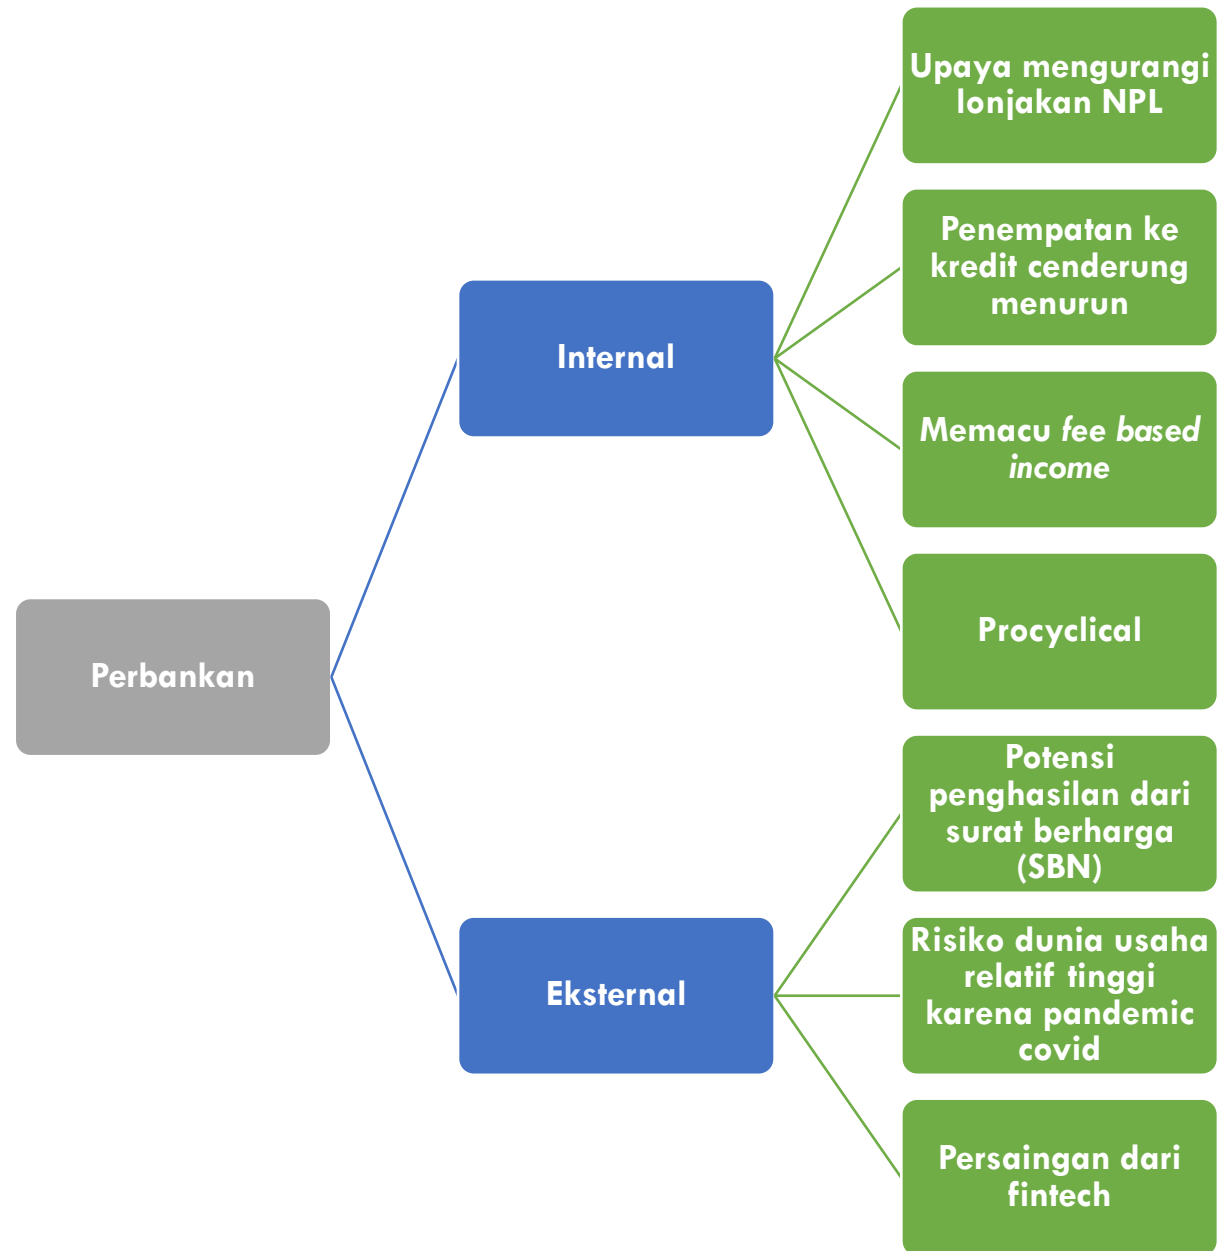 Perbankan
Internal
Upaya mengurangi
lonjakan NPL
Penempatan ke
kredit cenderung
menurun
Memacu fee based
income
Procyclical
Eksternal
Potensi
penghasilan dari
surat berharga
(SBN)
Risiko dunia usaha
relatif tinggi
karena pandemic
covid
Persaingan dari
fintech